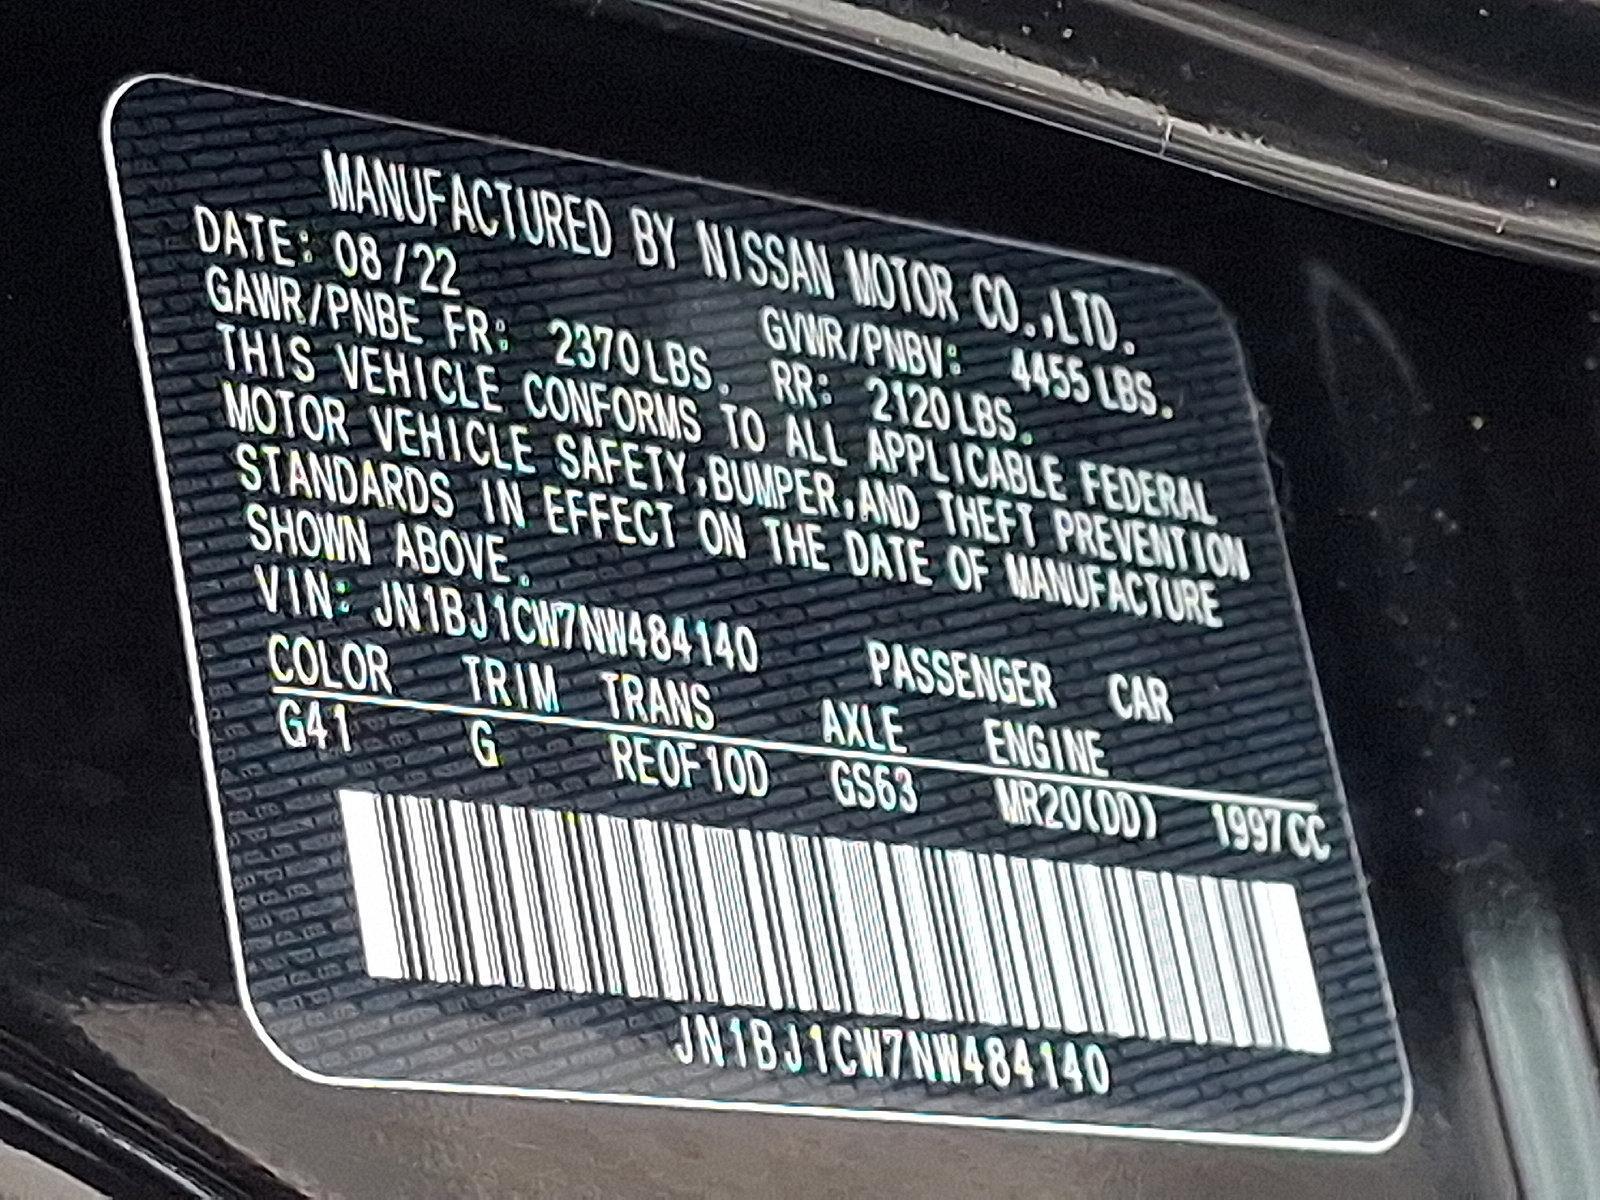 MANUFACTURED BY NISSAN MOTOR CO.,LTD.
DATE: 08/22 GVWR/PNBV: 4455LBS.
GAWR/PNBE FR: 2370LBS. RR: 2120LBS.
THIS VEHICLE CONFORMS TO ALL APPLICABLE FEDERAL
MOTOR VEHICLE SAFETY,BUMPER,AND THEFT PREVENTION
STANDARDS IN EFFECT ON THE DATE OF MANUFACTURE
SHOWN ABOVE.
VIN: JN1BJ1CW7NW484140 PASSENGER CAR
COLOR TRIM TRANS AXLE ENGINE
G41 G RE0F10D GS63 MR20(DD) 1997CC
JN1BJ1CW7NW484140